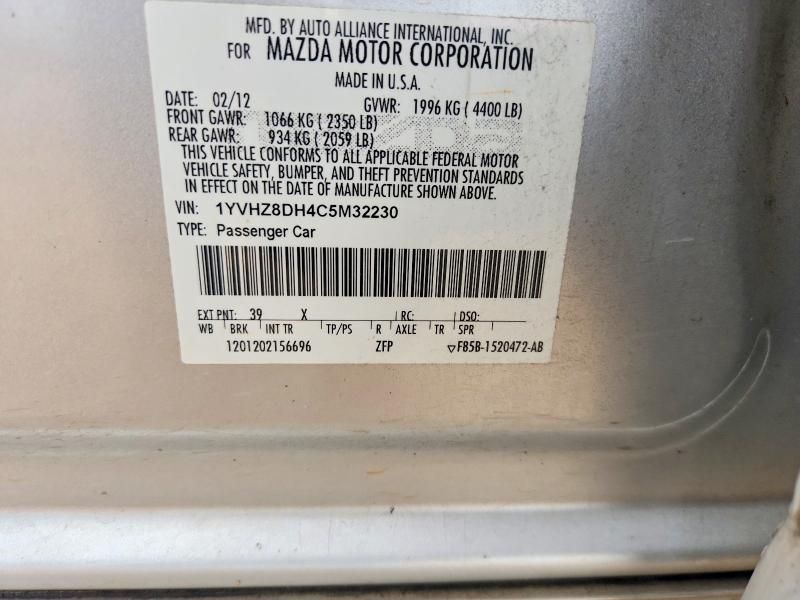 MFD. BY AUTO ALLIANCE INTERNATIONAL, INC.
FOR MAZDA MOTOR CORPORATION
MADE IN U.S.A.
DATE: 02/12 GVWR: 1996 KG ( 4400 LB)
FRONT GAWR: 1066 KG ( 2350 LB)
REAR GAWR: 934 KG ( 2059 LB)
THIS VEHICLE CONFORMS TO ALL APPLICABLE FEDERAL MOTOR
VEHICLE SAFETY, BUMPER, AND THEFT PREVENTION STANDARDS
IN EFFECT ON THE DATE OF MANUFACTURE SHOWN ABOVE.
VIN: 1YVHZ8DH4C5M32230
TYPE: Passenger Car
EXT PNT: 39 X RC: DSO:
WB BRK INT TR TP/PS R AXLE TR SPR
1201202156696 ZFP ▽F85B-1520472-AB